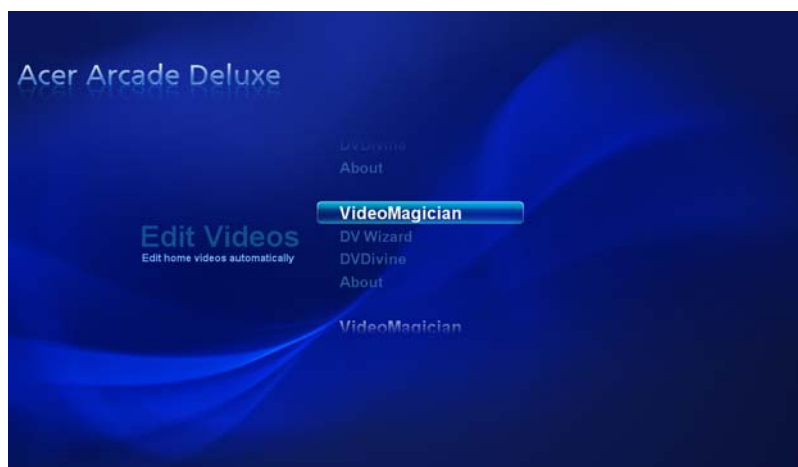 Acer Arcade Deluxe
DVDivine
About
VideoMagician
Edit Videos
Edit home videos automatically
DV Wizard
DVDivine
About
VideoMagician